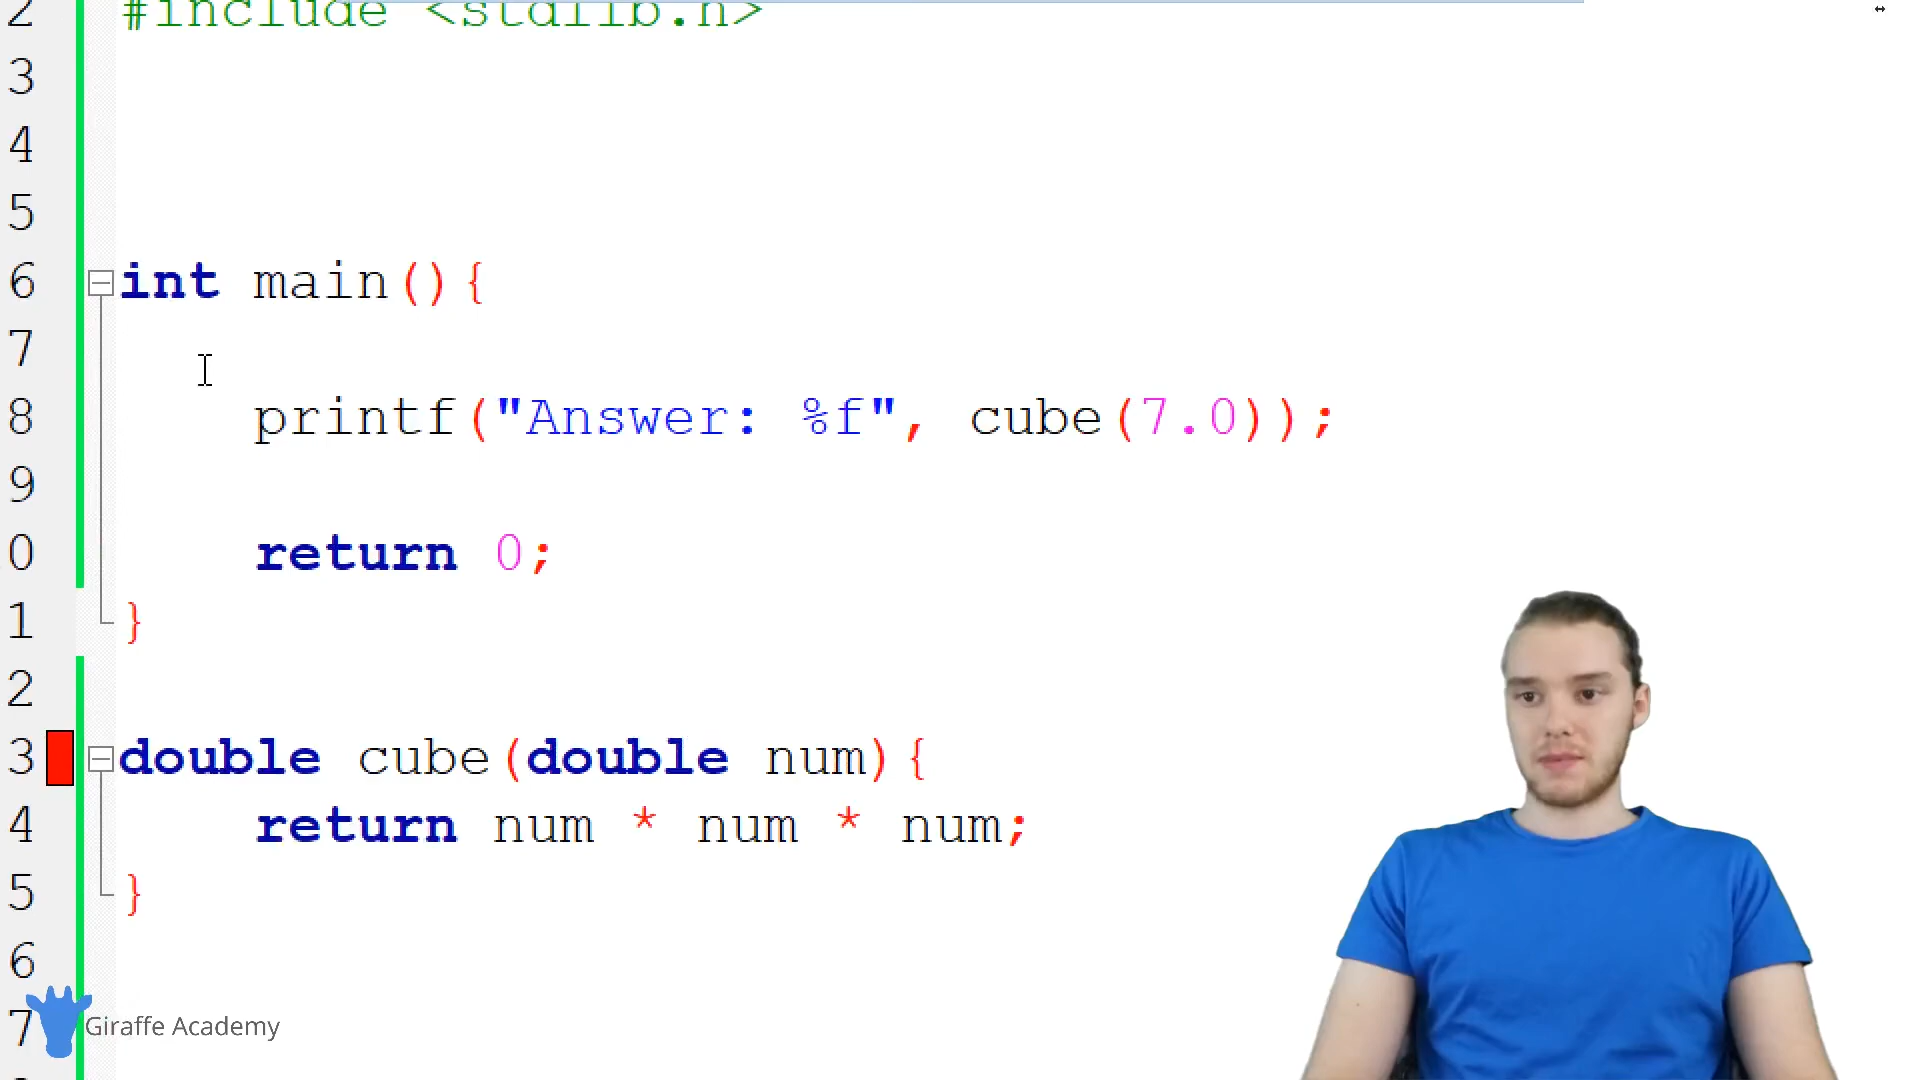 2 #include <stdlib.h>
3
4
5
6 int main(){
7
8 printf("Answer: %f", cube(7.0));
9
0 return 0;
1 }
2
3 double cube(double num){
4 return num * num * num;
5 }
6
7
Giraffe Academy